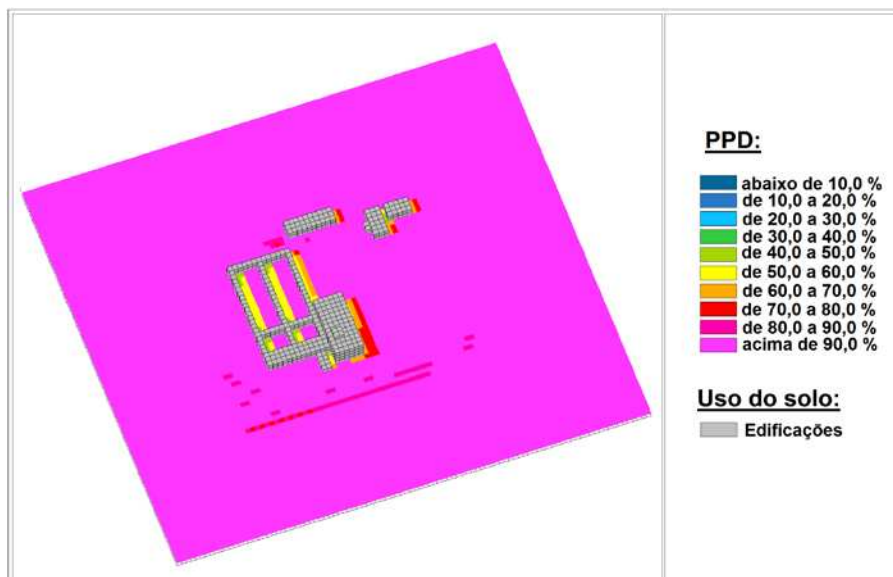 PPD:
abaixo de 10,0 %
de 10,0 a 20,0 %
de 20,0 a 30,0 %
de 30,0 a 40,0 %
de 40,0 a 50,0 %
de 50,0 a 60,0 %
de 60,0 a 70,0 %
de 70,0 a 80,0 %
de 80,0 a 90,0 %
acima de 90,0 %
Uso do solo:
Edificações